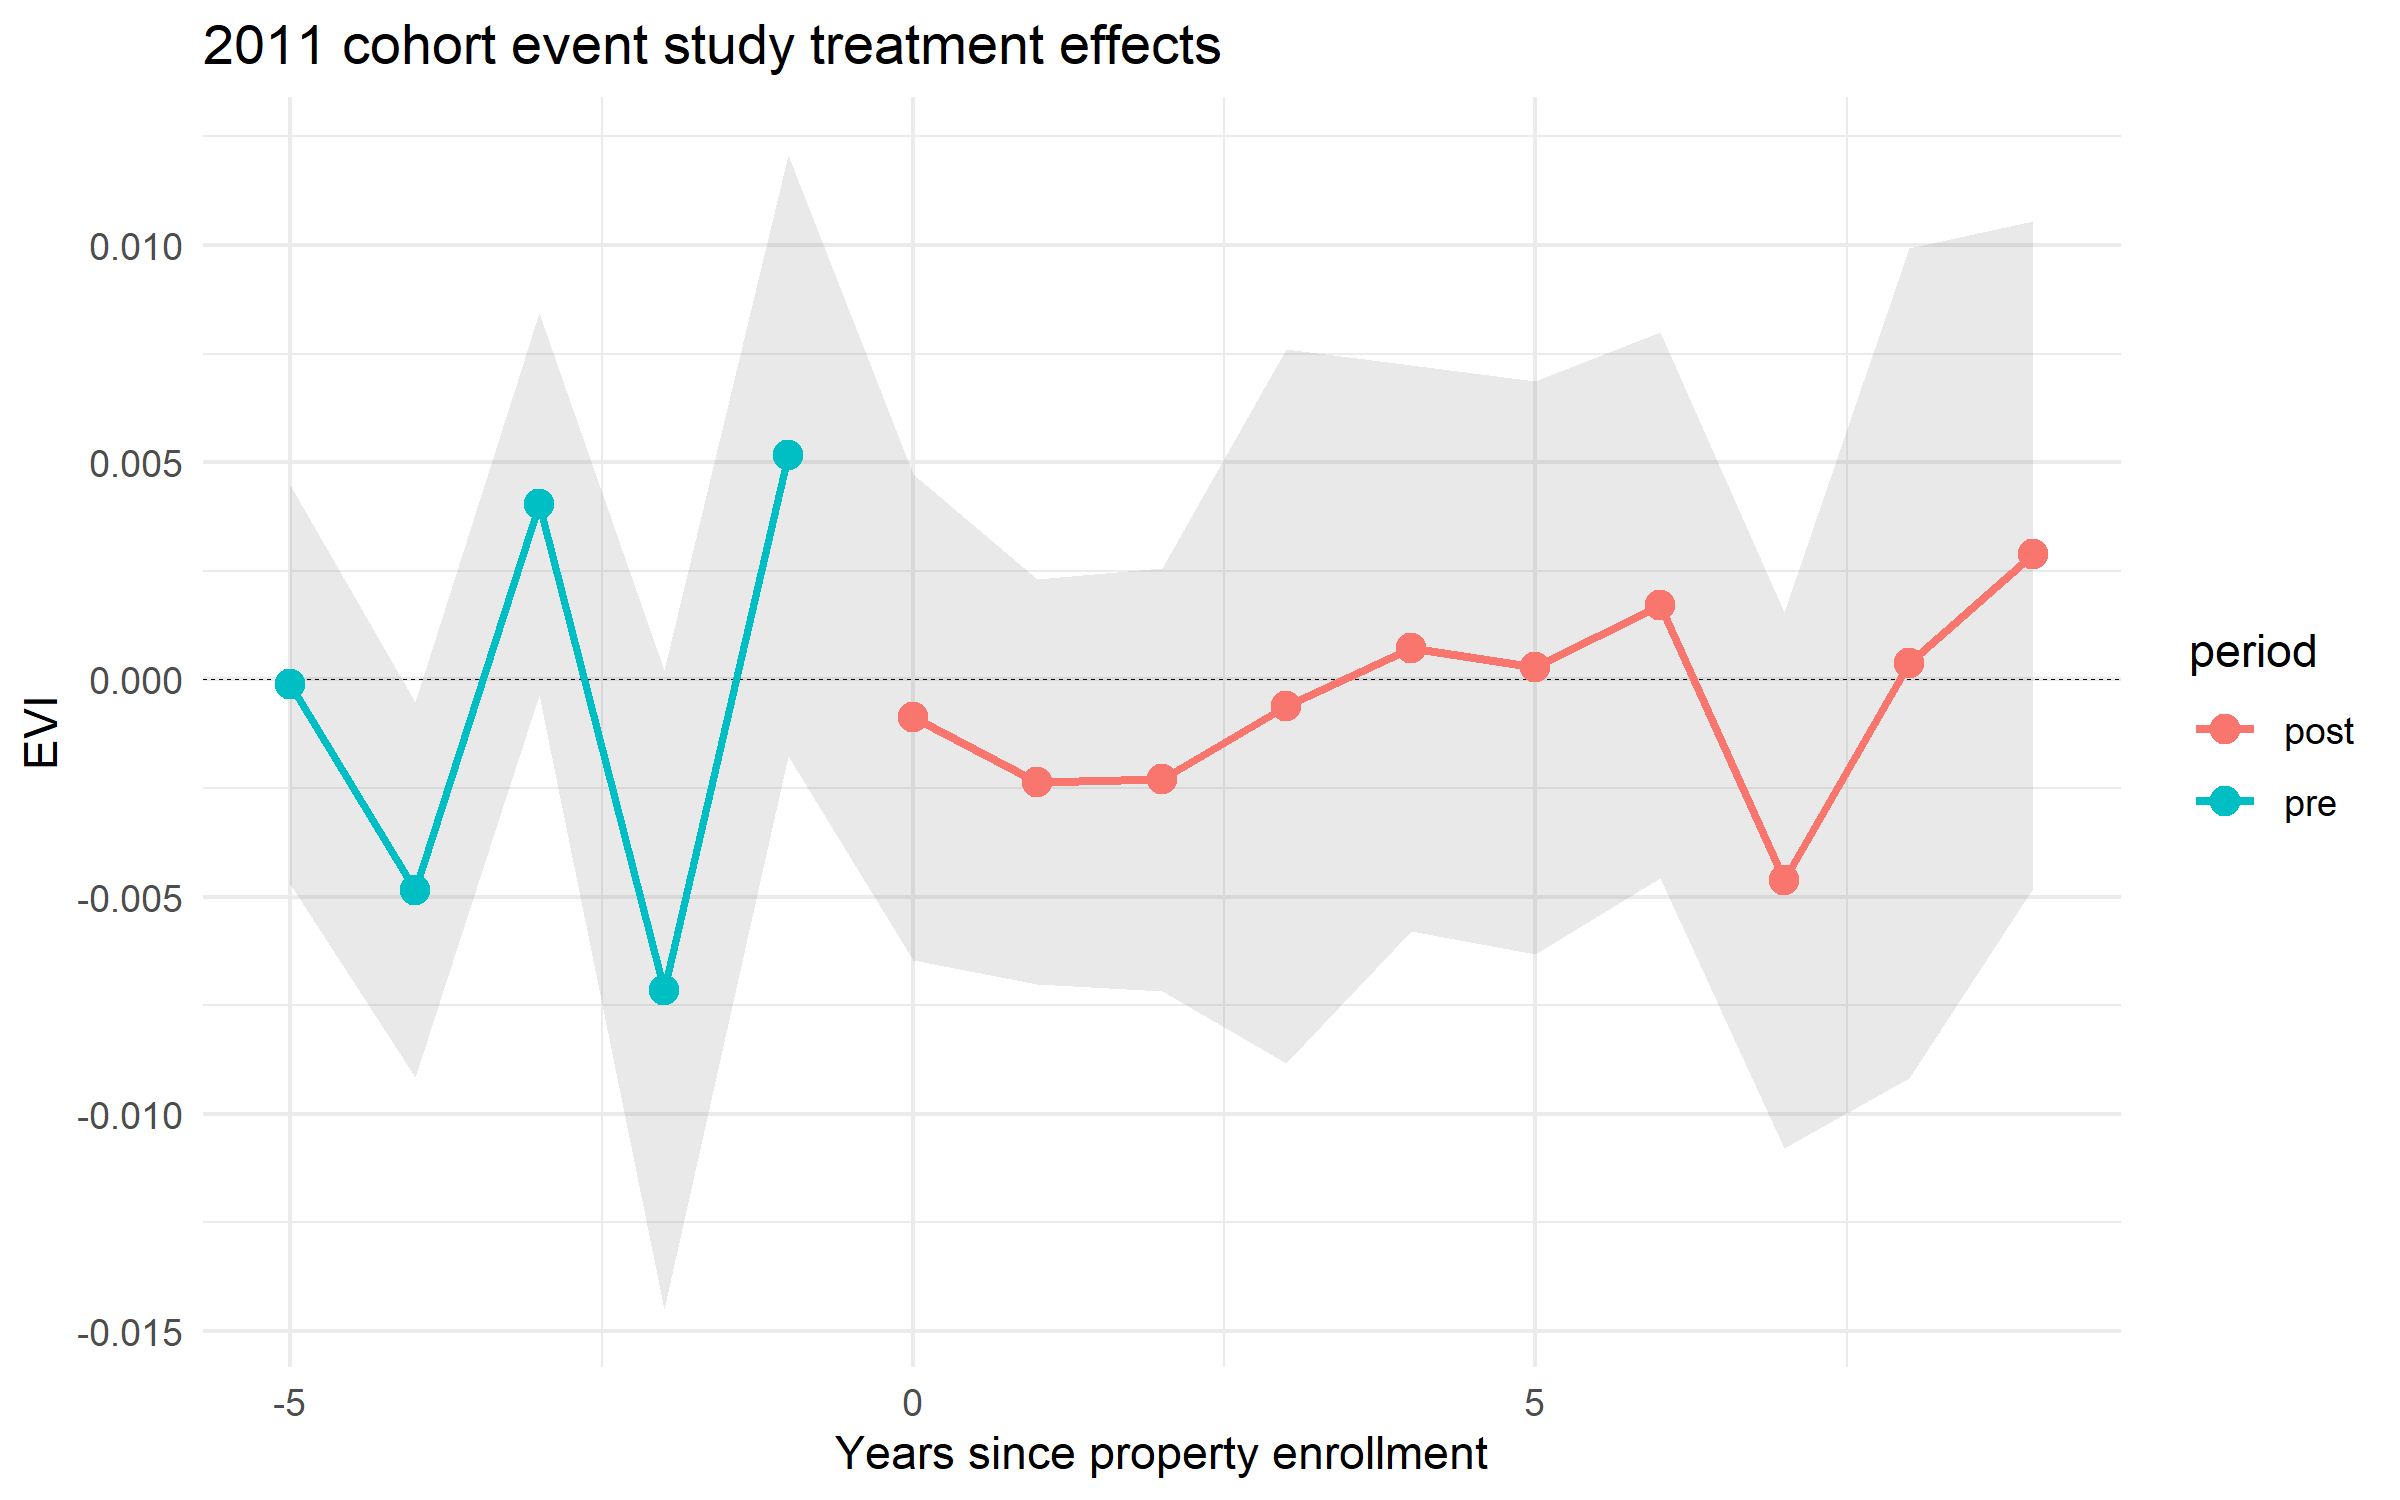 2011 cohort event study treatment effects
EVI
0.010
0.005
0.000
-0.005
-0.010
-0.015
-5
0
5
Years since property enrollment
period
post
pre